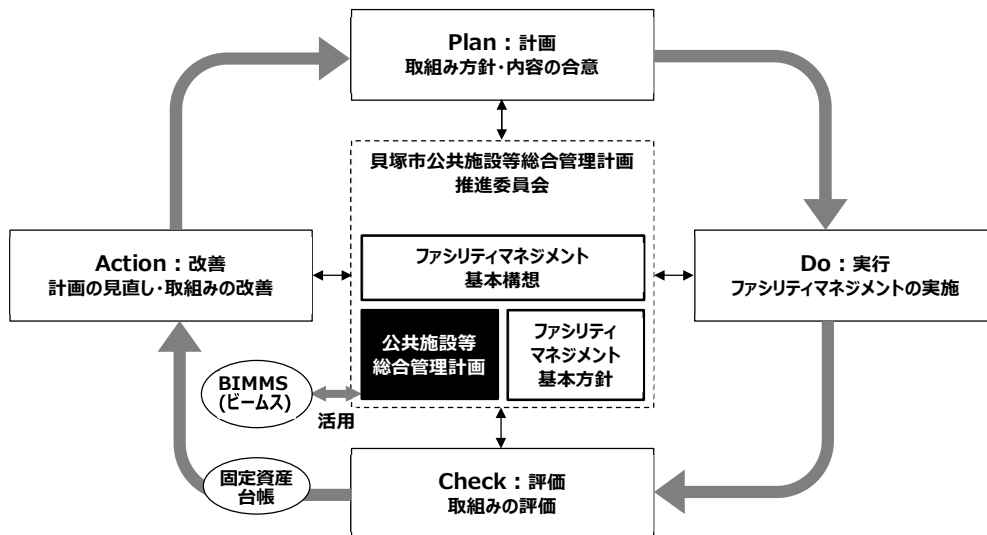 Plan：計画
取組み方針・内容の合意
貝塚市公共施設等総合管理計画
推進委員会
Action：改善
計画の見直し・取組みの改善
ファシリティマネジメント
基本構想
Do：実行
ファシリティマネジメントの実施
公共施設等
総合管理計画
ファシリティ
マネジメント
基本方針
BIMMS
(ビームス)
活用
固定資産
台帳
Check：評価
取組みの評価